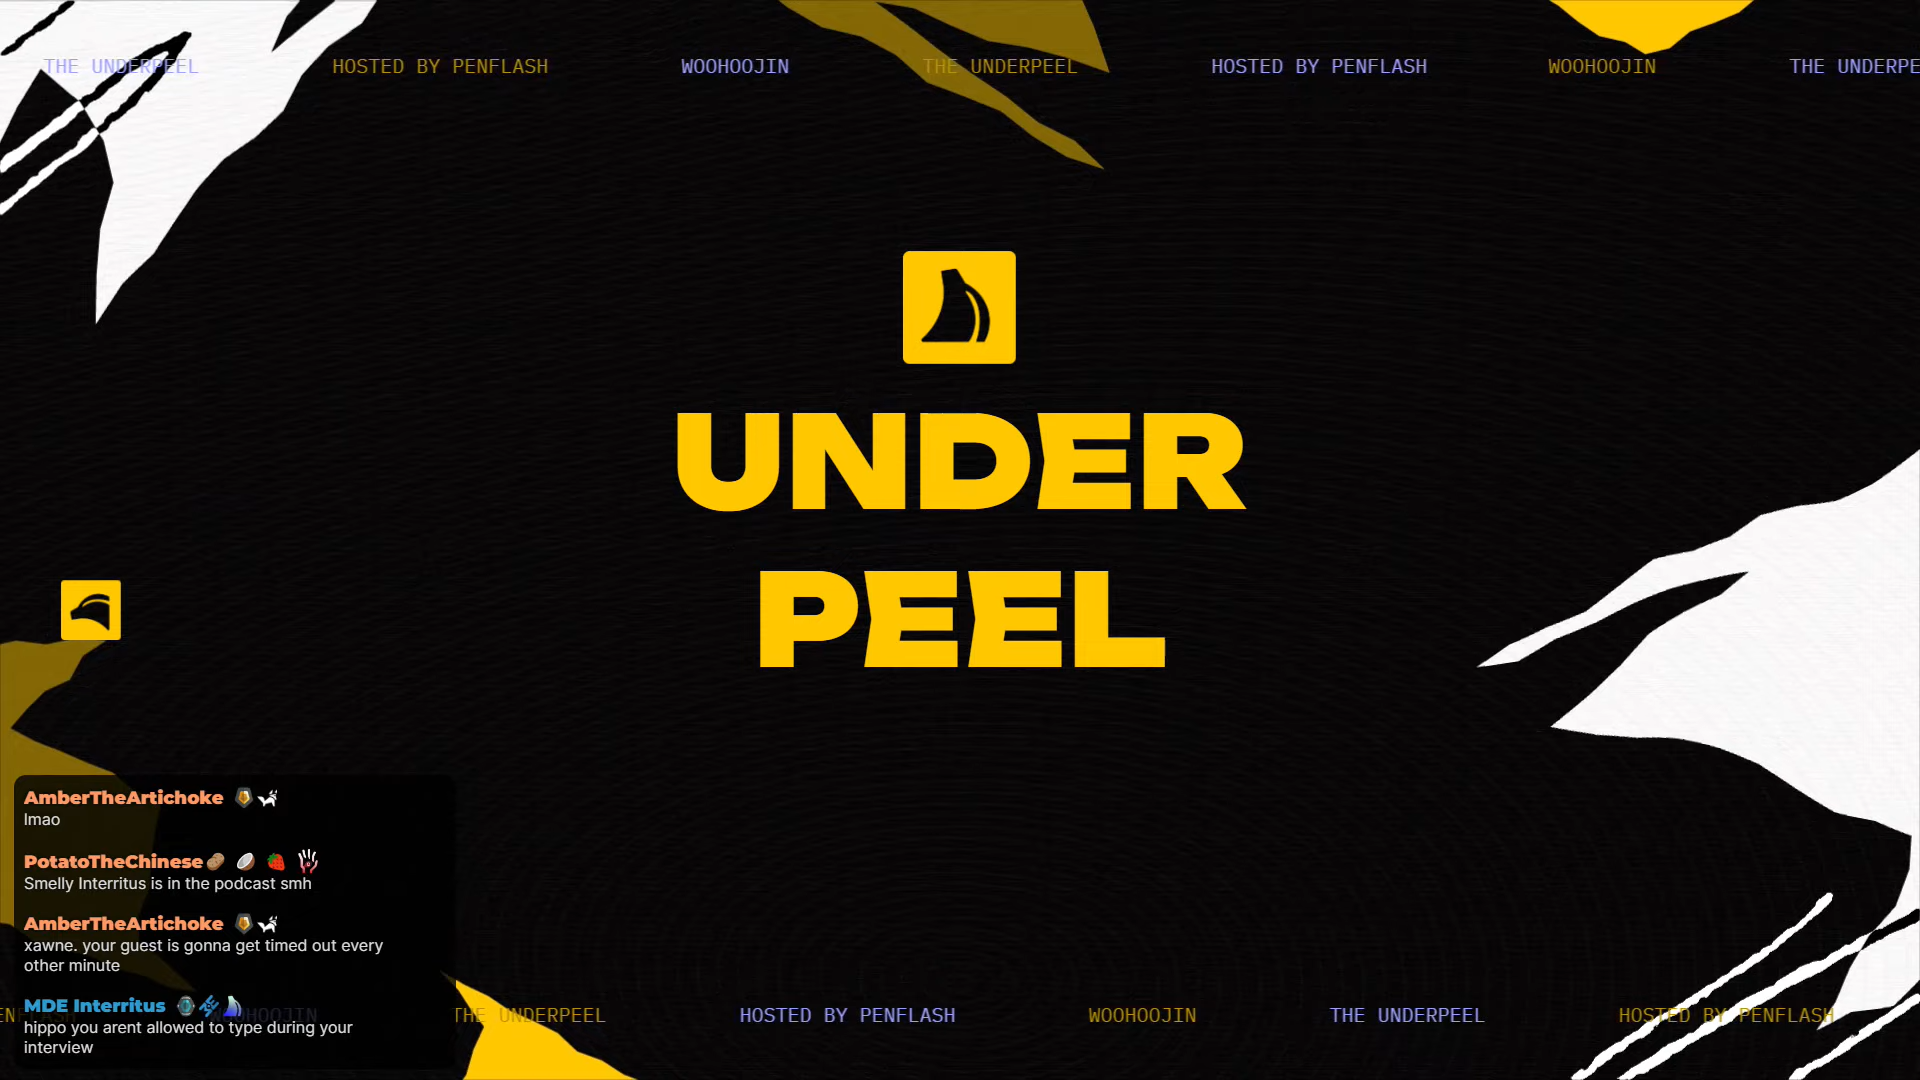 THE UNDERPEEL HOSTED BY PENFLASH WOOHOOJIN THE UNDERPEEL HOSTED BY PENFLASH WOOHOOJIN THE UNDERPE
UNDER
PEEL
AmberTheArtichoke
lmao
PotatoTheChinese
Smelly Interritus is in the podcast smh
AmberTheArtichoke
xawne. your guest is gonna get timed out every
other minute
MDE Interritus
hippo you arent allowed to type during your
interview
WOOHOOJIN THE UNDERPEEL HOSTED BY PENFLASH WOOHOOJIN THE UNDERPEEL HOSTED BY PENFLASH